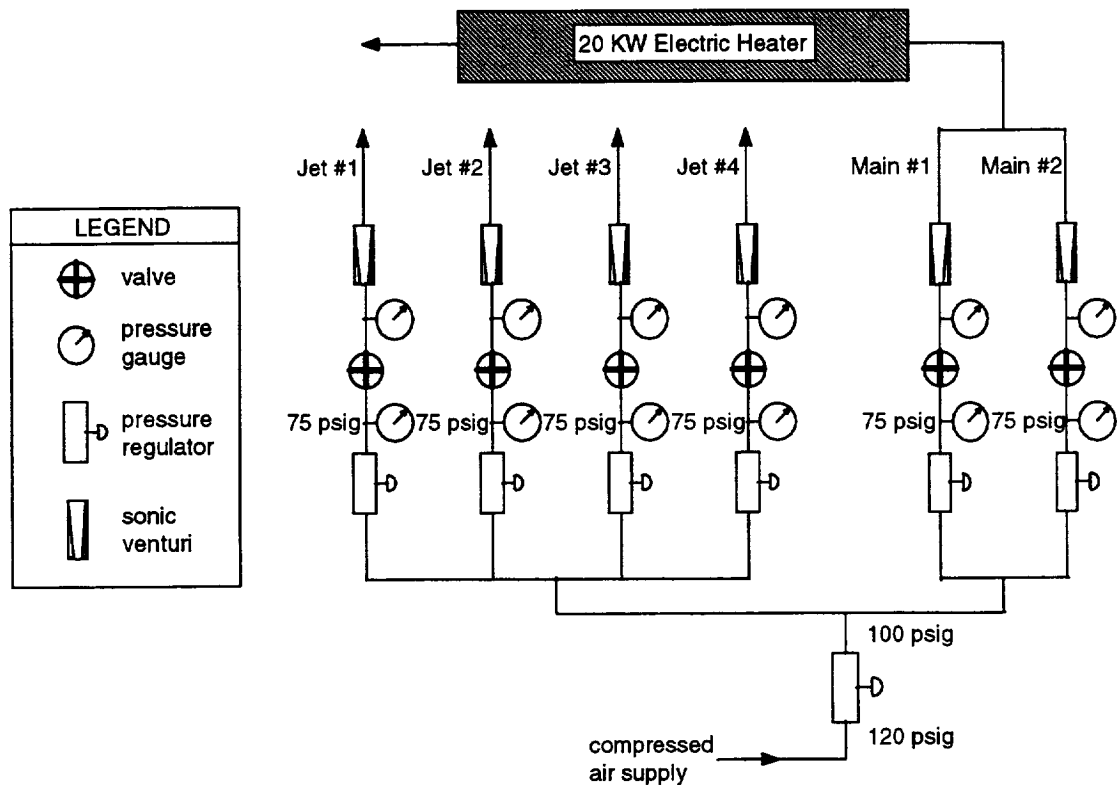 20 KW Electric Heater
Jet #1
Jet #2
Jet #3
Jet #4
Main #1
Main #2
LEGEND
valve
pressure
gauge
pressure
regulator
sonic
venturi
75 psig
75 psig
75 psig
75 psig
75 psig
75 psig
100 psig
120 psig
compressed
air supply